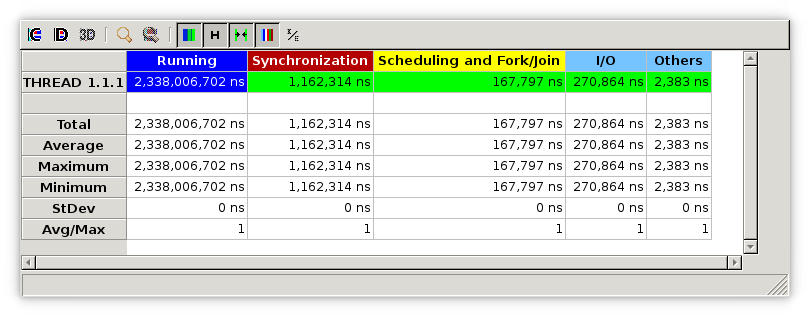 3D H ⁄E
Running Synchronization Scheduling and Fork/Join I/O Others
THREAD 1.1.1 2,338,006,702 ns 1,162,314 ns 167,797 ns 270,864 ns 2,383 ns
Total 2,338,006,702 ns 1,162,314 ns 167,797 ns 270,864 ns 2,383 ns
Average 2,338,006,702 ns 1,162,314 ns 167,797 ns 270,864 ns 2,383 ns
Maximum 2,338,006,702 ns 1,162,314 ns 167,797 ns 270,864 ns 2,383 ns
Minimum 2,338,006,702 ns 1,162,314 ns 167,797 ns 270,864 ns 2,383 ns
StDev 0 ns 0 ns 0 ns 0 ns 0 ns
Avg/Max 1 1 1 1 1